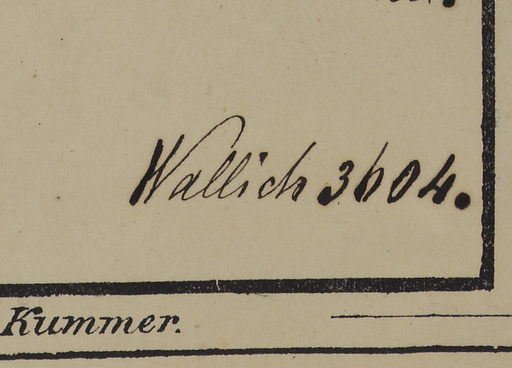 Wallich 3604.
Kummer.